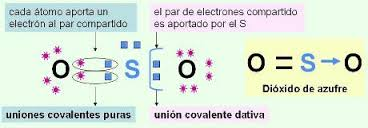 cada átomo aporta un
electrón al par compartido
el par de electrones compartido
es aportado por el S
O S O
O = S → O
Dióxido de azufre
uniones covalentes puras
unión covalente dativa